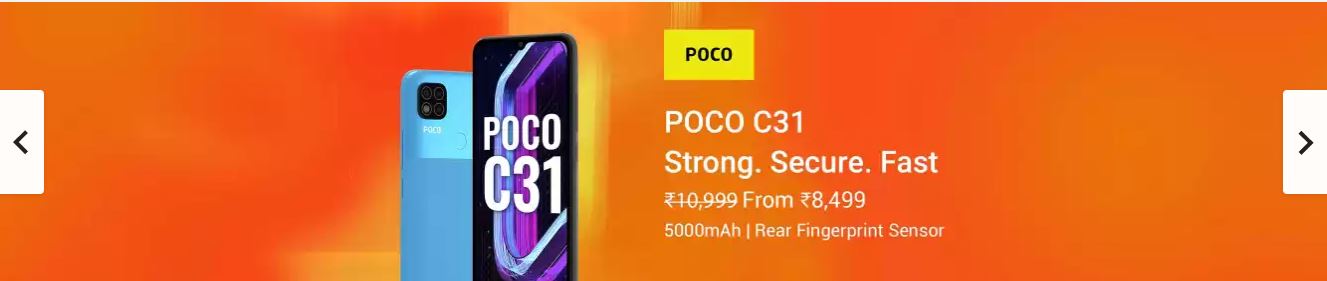 POCO
POCO
C31
POCO
POCO C31
Strong. Secure. Fast
₹10,999 From ₹8,499
5000mAh | Rear Fingerprint Sensor